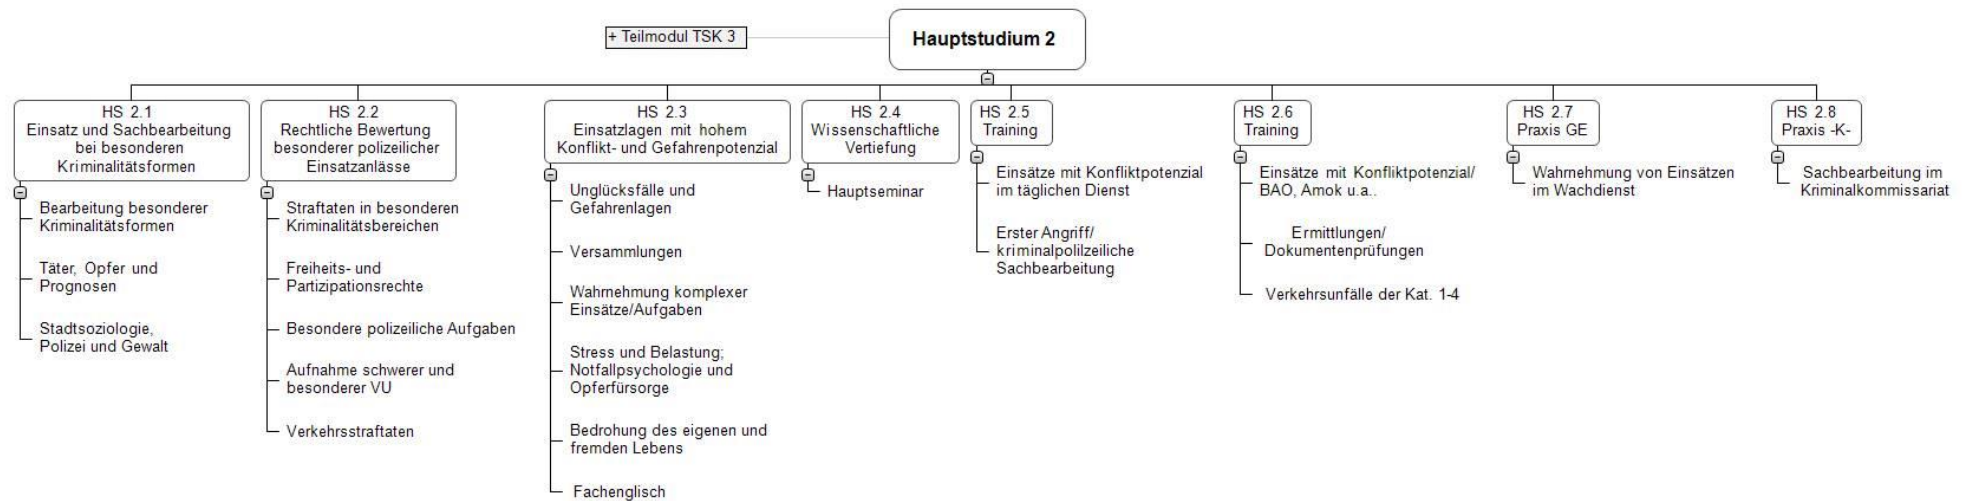 + Teilmodul TSK 3
Hauptstudium 2
HS 2.1
Einsatz und Sachbearbeitung
bei besonderen
Kriminalitätsformen
Bearbeitung besonderer
Kriminalitätsformen
Täter, Opfer und
Prognosen
Stadtsoziologie,
Polizei und Gewalt
HS 2.2
Rechtliche Bewertung
besonderer polizeilicher
Einsatzanlässe
Straftaten in besonderen
Kriminalitätsbereichen
Freiheits- und
Partizipationsrechte
Besondere polizeiliche Aufgaben
Aufnahme schwerer und
besonderer VU
Verkehrsstraftaten
HS 2.3
Einsatzlagen mit hohem
Konflikt- und Gefahrenpotenzial
Unglücksfälle und
Gefahrenlagen
Versammlungen
Wahrnehmung komplexer
Einsätze/Aufgaben
Stress und Belastung;
Notfallpsychologie und
Opferfürsorge
Bedrohung des eigenen und
fremden Lebens
Fachenglisch
HS 2.4
Wissenschaftliche
Vertiefung
Hauptseminar
HS 2.5
Training
Einsätze mit Konfliktpotenzial
im täglichen Dienst
Erster Angriff/
kriminalpolilzeiliche
Sachbearbeitung
HS 2.6
Training
Einsätze mit Konfliktpotenzial/
BAO, Amok u.a..
Ermittlungen/
Dokumentenprüfungen
Verkehrsunfälle der Kat. 1-4
HS 2.7
Praxis GE
Wahrnehmung von Einsätzen
im Wachdienst
HS 2.8
Praxis -K-
Sachbearbeitung im
Kriminalkommissariat